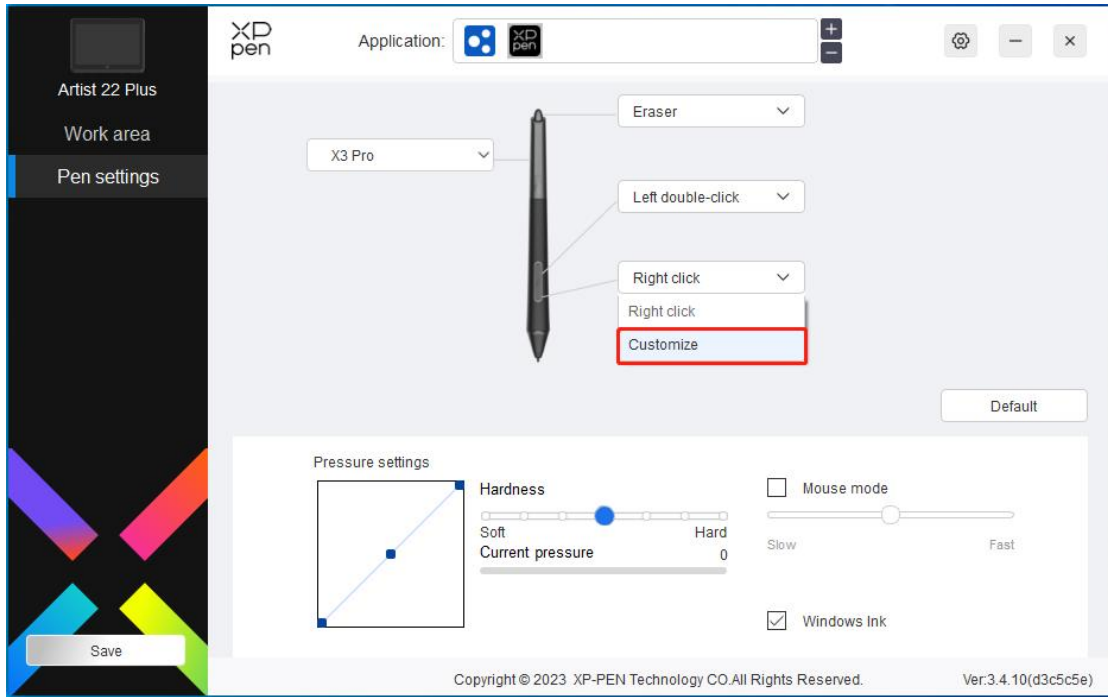 Artist 22 Plus
Work area
Pen settings
Save
XP
pen
Application:
XP
pen
+
−
X3 Pro
Eraser
Left double-click
Right click
Right click
Customize
Default
Pressure settings
Hardness
Soft Hard
Current pressure 0
Mouse mode
Slow Fast
Windows Ink
Copyright © 2023 XP-PEN Technology CO.All Rights Reserved.
Ver:3.4.10(d3c5c5e)